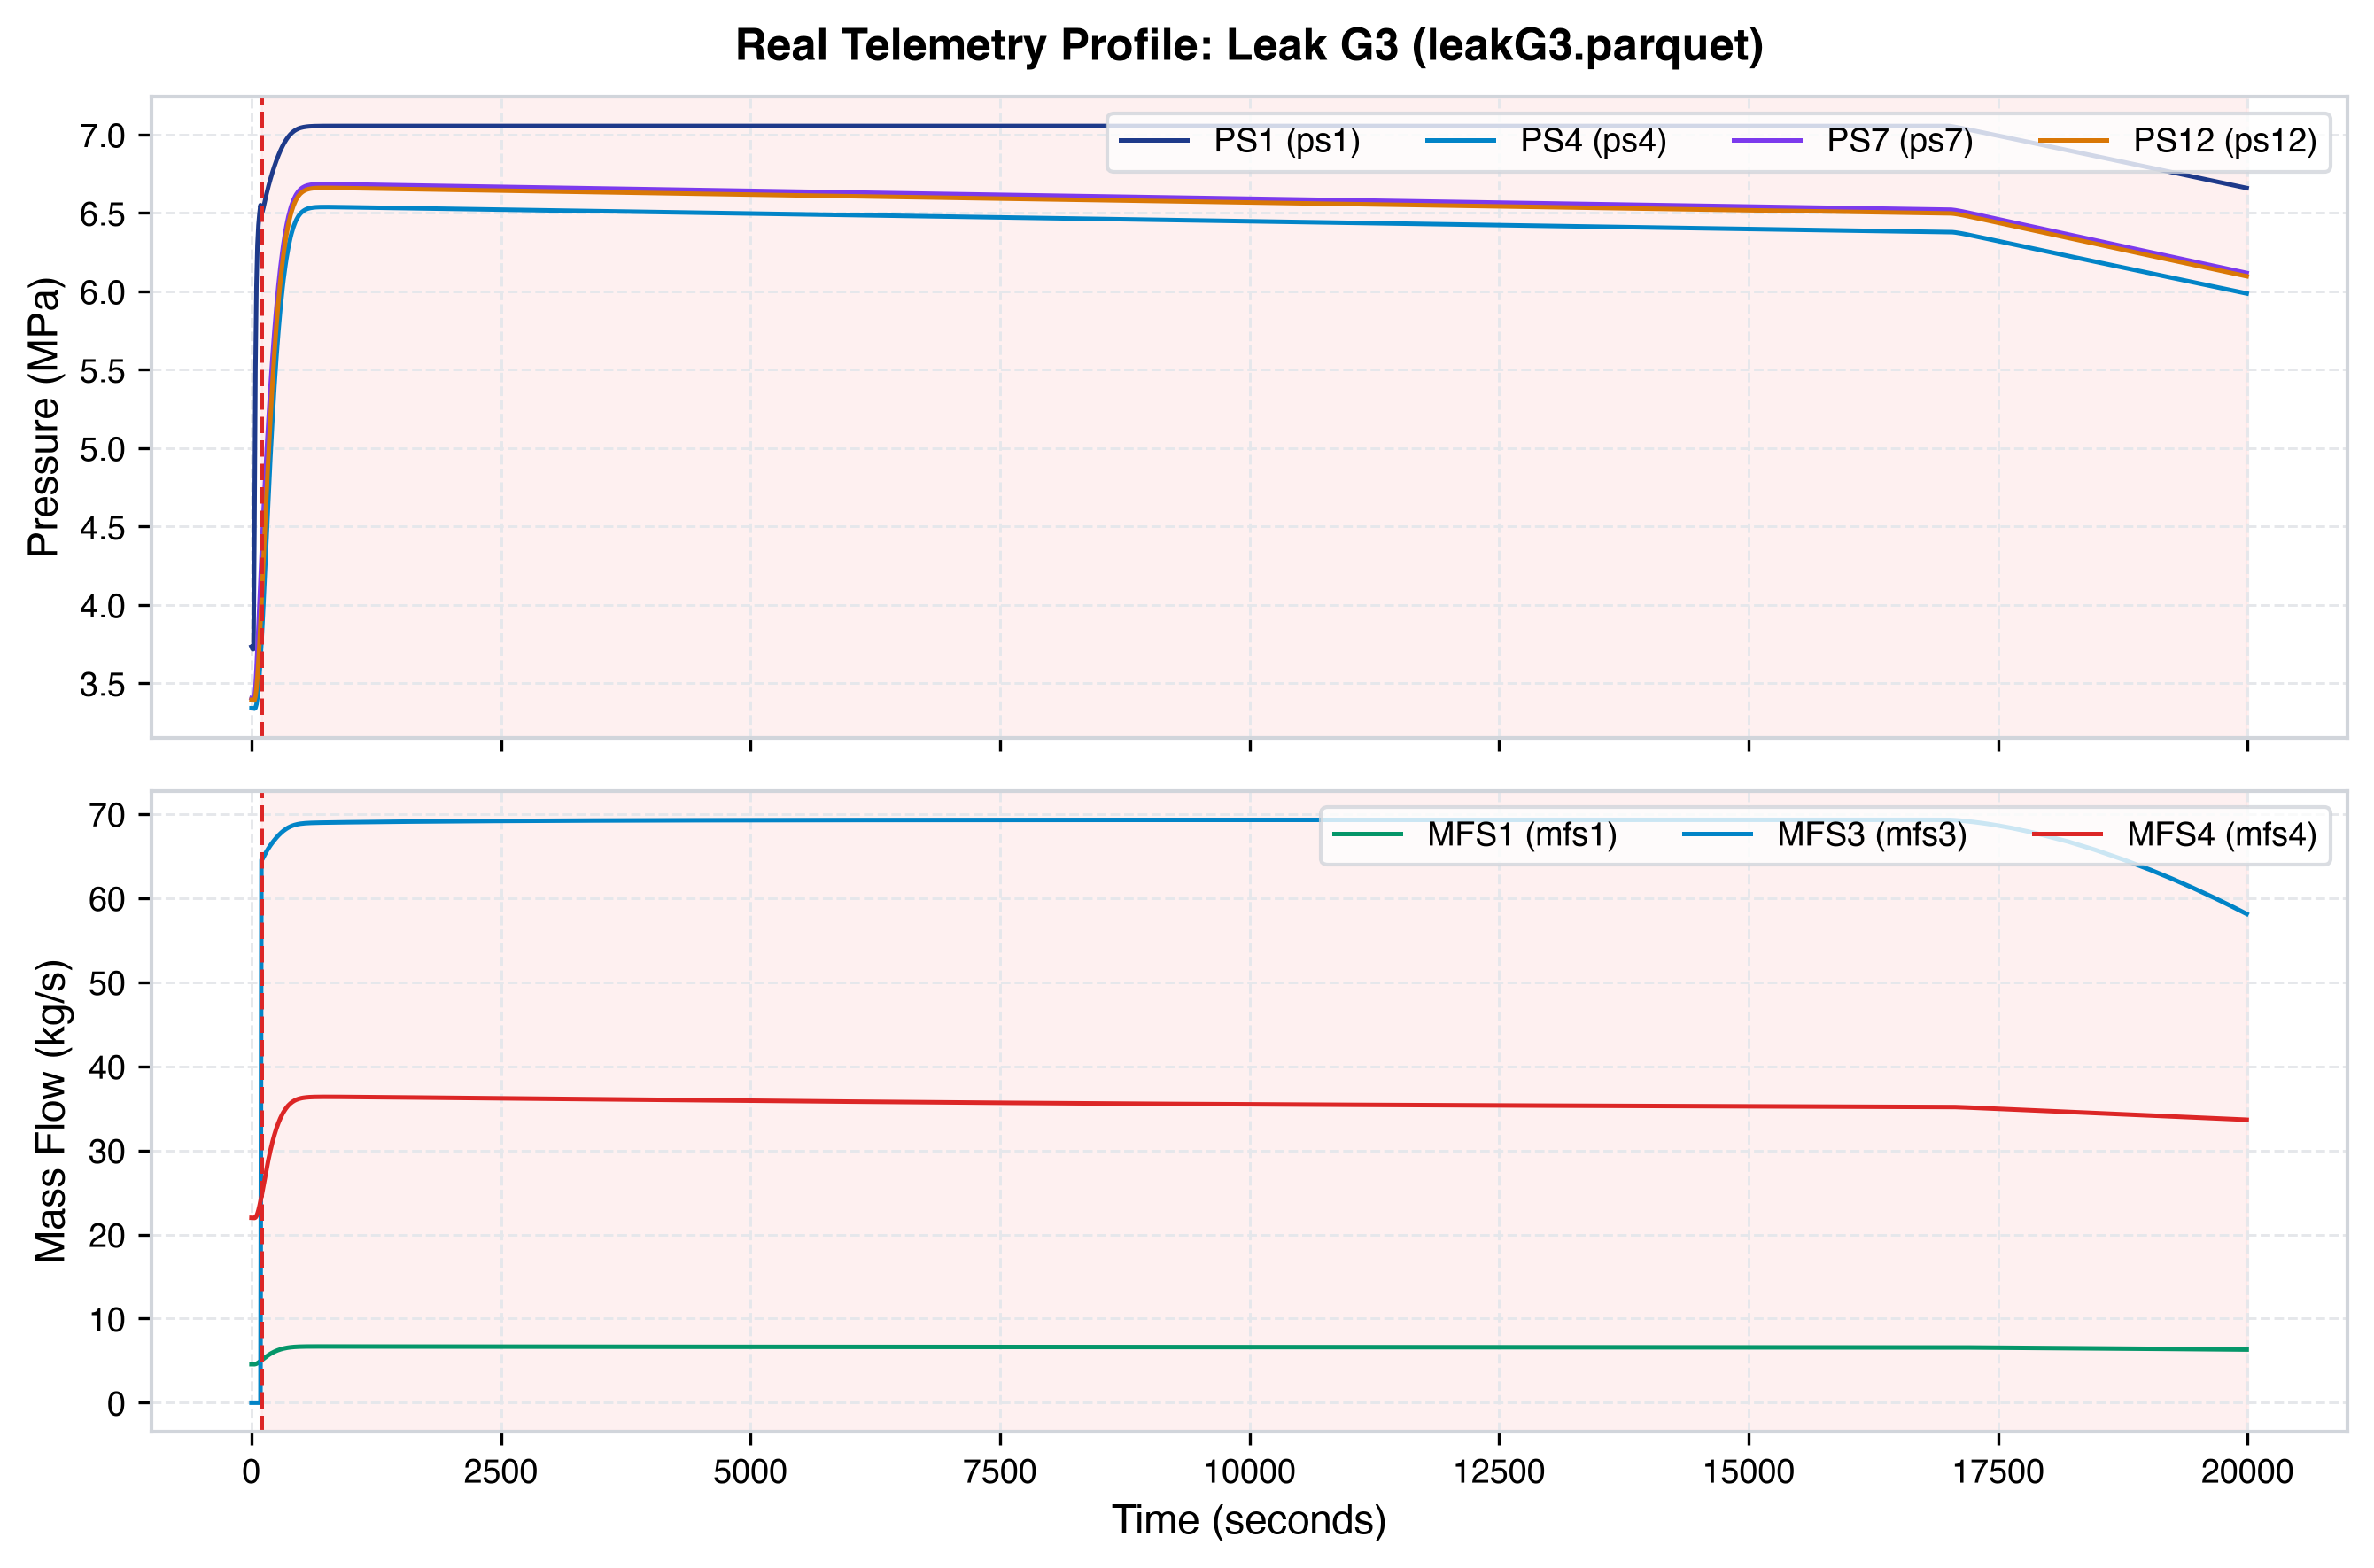 Real Telemetry Profile: Leak G3 (leakG3.parquet)
PS1 (ps1) PS4 (ps4) PS7 (ps7) PS12 (ps12)
Pressure (MPa)
7.0
6.5
6.0
5.5
5.0
4.5
4.0
3.5
MFS1 (mfs1) MFS3 (mfs3) MFS4 (mfs4)
Mass Flow (kg/s)
70
60
50
40
30
20
10
0
0 2500 5000 7500 10000 12500 15000 17500 20000
Time (seconds)